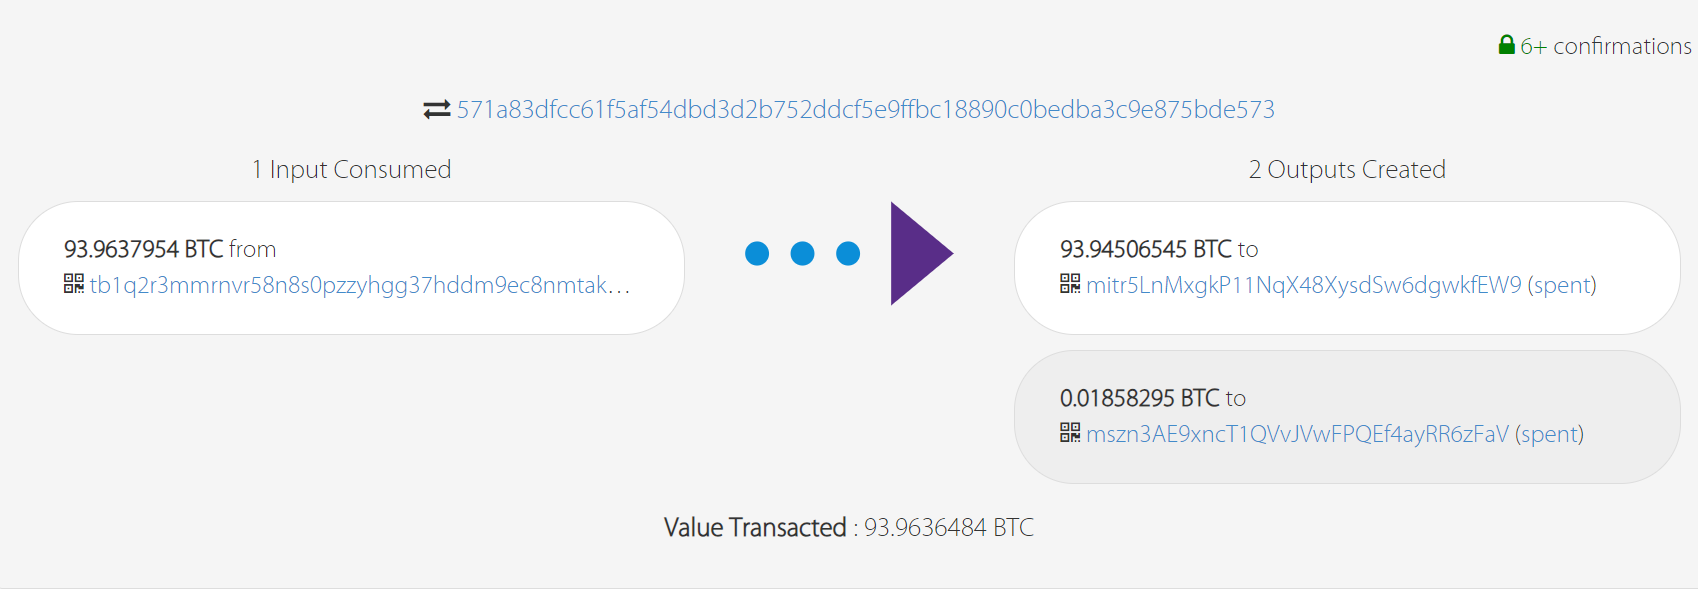 6+ confirmations
571a83dfcc61f5af54dbd3d2b752ddcf5e9ffbc18890c0bedba3c9e875bde573
1 Input Consumed
93.9637954 BTC from
tb1q2r3mmrnvr58n8s0pzzyhgg37hddm9ec8nmtak...
2 Outputs Created
93.94506545 BTC to
mitr5LnMxgkP11NqX48XysdSw6dgwkfEW9 (spent)
0.01858295 BTC to
mszn3AE9xncT1QVvJVwFPQEf4ayRR6zFaV (spent)
Value Transacted : 93.9636484 BTC